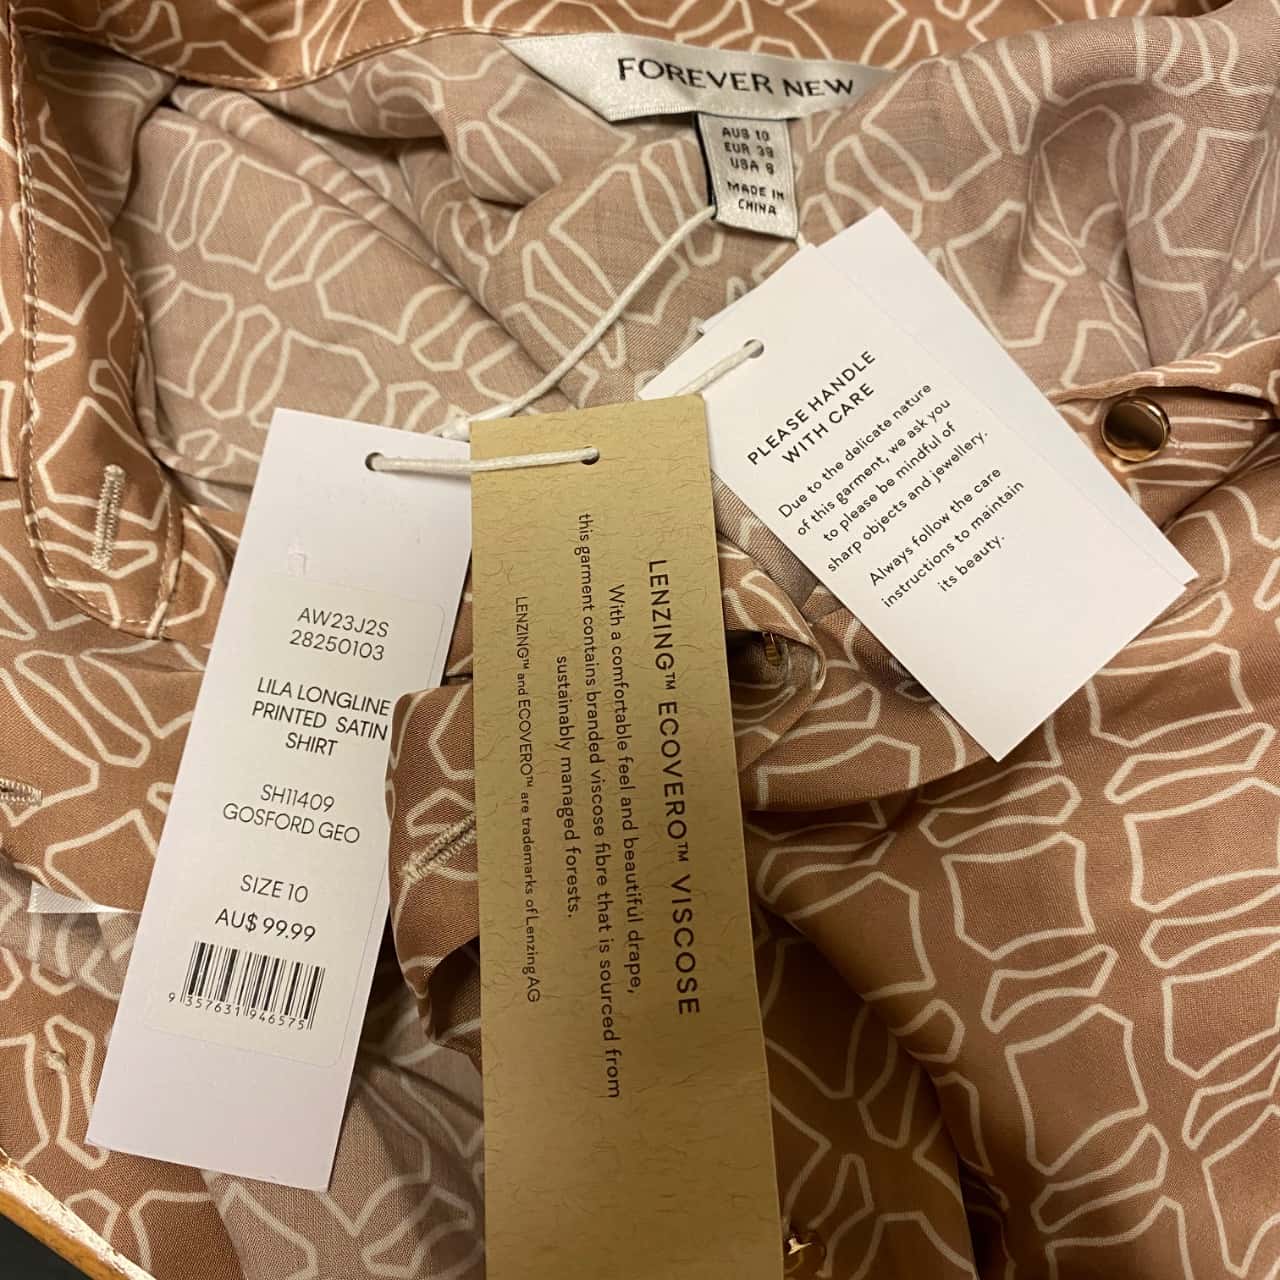 FOREVER NEW
AUS 10
EUR 39
USA 8
MADE IN
CHINA
PLEASE HANDLE
WITH CARE
Due to the delicate nature
of this garment, we ask you
to please be mindful of
sharp objects and jewellery.
Always follow the care
instructions to maintain
its beauty.
AW23J2S
28250103
LILA LONGLINE
PRINTED SATIN
SHIRT
SH11409
GOSFORD GEO
SIZE 10
AU$ 99.99
9 357631 946575
LENZING™ ECOVERO™ VISCOSE
With a comfortable feel and beautiful drape,
this garment contains branded viscose fibre that is sourced from
sustainably managed forests.
LENZING™ and ECOVERO™ are trademarks of Lenzing AG